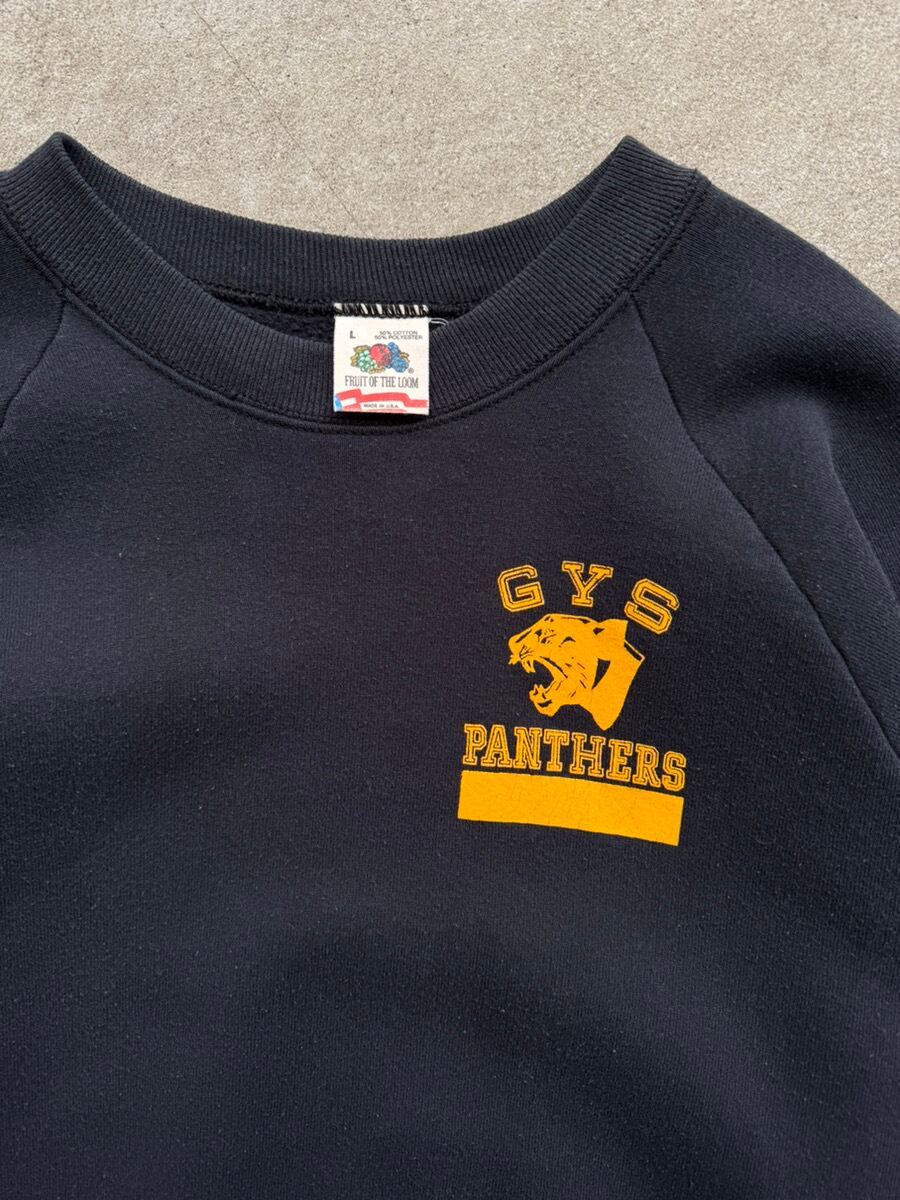 L
50% COTTON
50% POLYESTER
®
FRUIT OF THE LOOM
MADE IN U.S.A.
GYS
PANTHERS